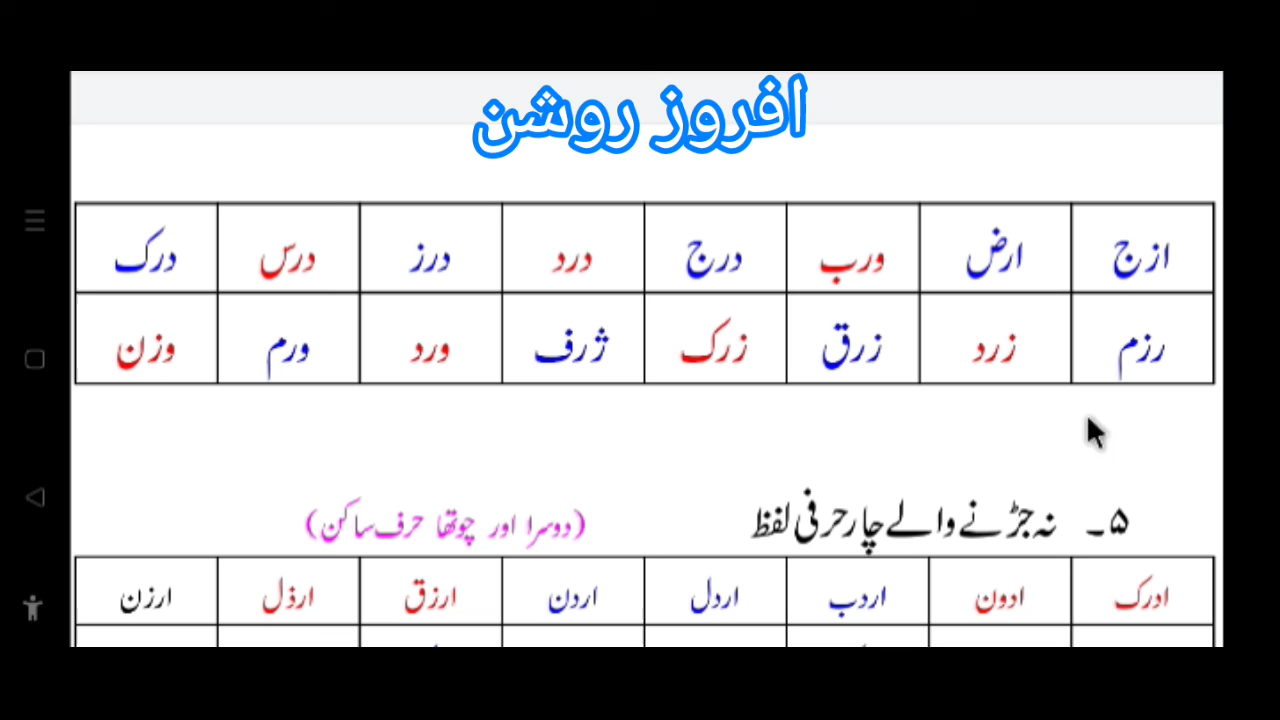 افروز روشن
ازج ارض ورب درج درد درز درس درک
رزم زرد زرق زرک ژرف ورد ورم وزن
۵۔ نہ جڑنے والے چار حرفی لفظ (دوسرا اور چوتھا حرف ساکن)
ادرک ادون اردب اردل اردن ارزق ارذل ارزن